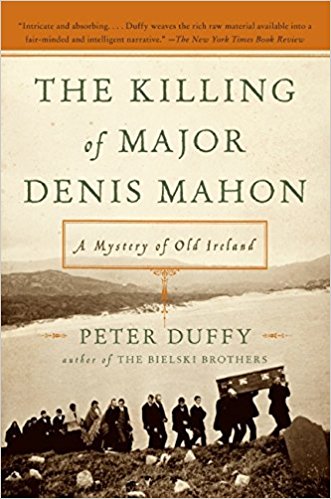 "Intricate and absorbing. . . . Duffy weaves the rich raw material available into a
fair-minded and intelligent narrative." —The New York Times Book Review
THE KILLING
of MAJOR
DENIS MAHON
A Mystery of Old Ireland
PETER DUFFY
author of THE BIELSKI BROTHERS